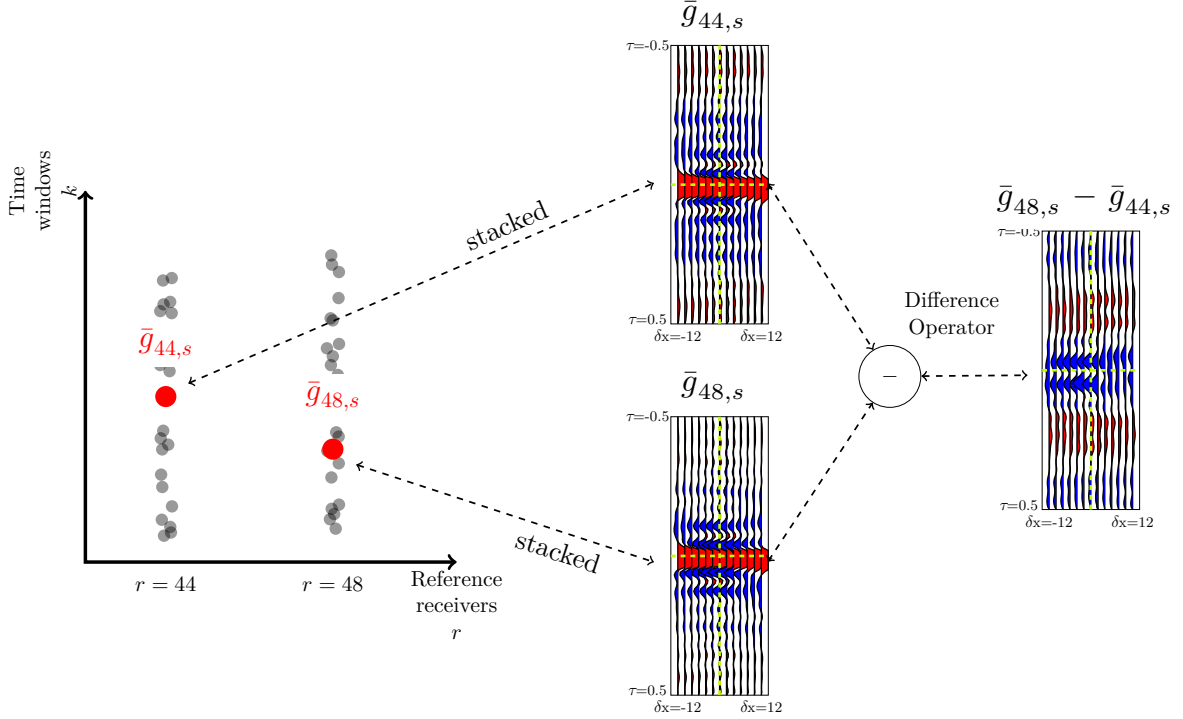 Time
windows
k
ḡ44,s
ḡ48,s
r = 44
r = 48
Reference
receivers
r
stacked
stacked
ḡ44,s
τ=-0.5
τ=0.5
δx=-12
δx=12
ḡ48,s
τ=-0.5
τ=0.5
δx=-12
δx=12
Difference
Operator
−
ḡ48,s − ḡ44,s
τ=-0.5
τ=0.5
δx=-12
δx=12